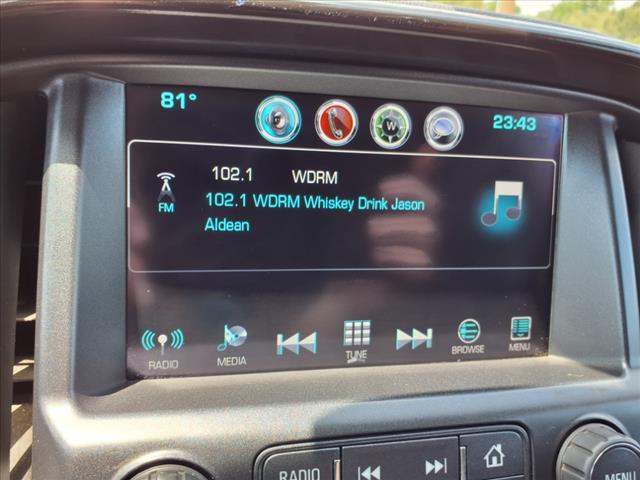 81° W 23:43
102.1 WDRM
FM 102.1 WDRM Whiskey Drink Jason
Aldean
RADIO MEDIA TUNE BROWSE MENU
RADIO MENU